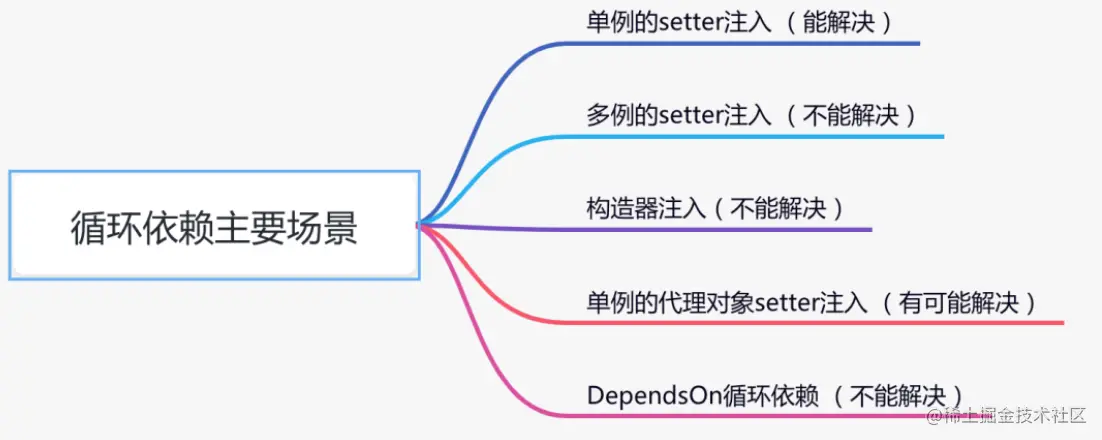 单例的setter注入（能解决）
多例的setter注入（不能解决）
构造器注入（不能解决）
循环依赖主要场景
单例的代理对象setter注入（有可能解决）
DependsOn循环依赖（不能解决）
@稀土掘金技术社区